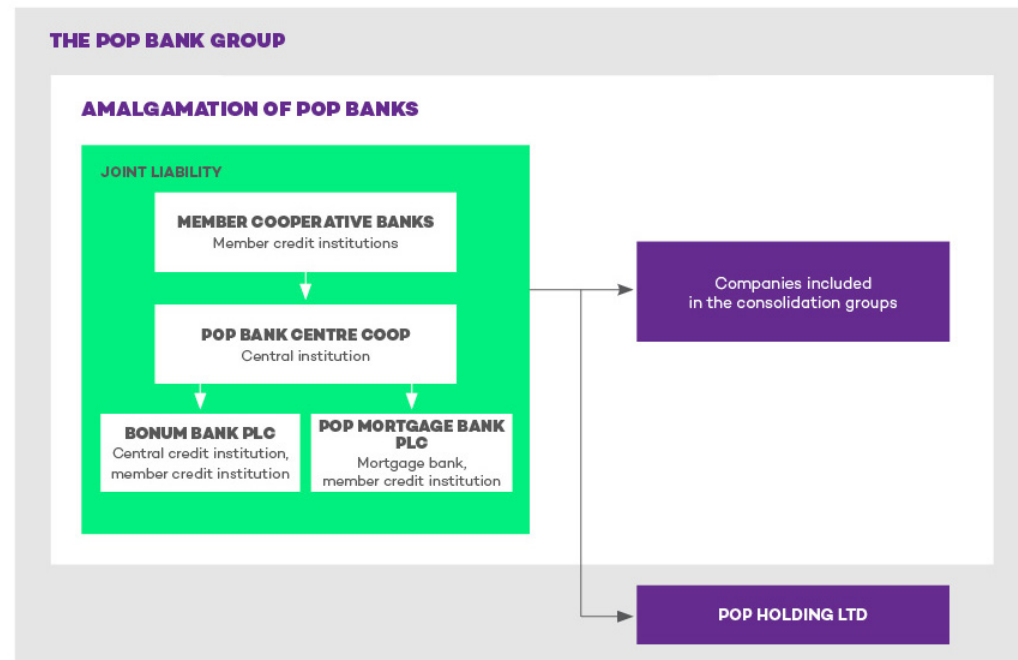 THE POP BANK GROUP
AMALGAMATION OF POP BANKS
JOINT LIABILITY
MEMBER COOPERATIVE BANKS
Member credit institutions
POP BANK CENTRE COOP
Central institution
BONUM BANK PLC
Central credit institution,
member credit institution
POP MORTGAGE BANK
PLC
Mortgage bank,
member credit institution
Companies included
in the consolidation groups
POP HOLDING LTD